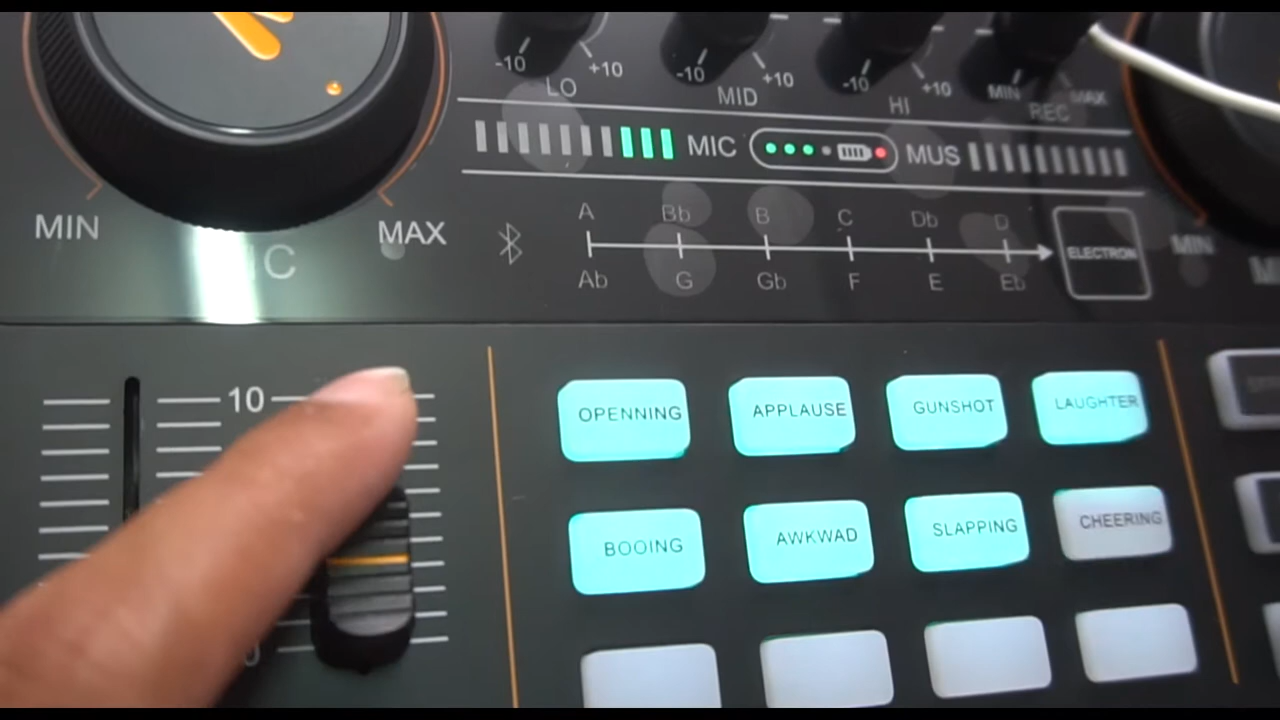 -10 +10 -10 +10 -10 +10 MIN MAX
LO MID HI REC
MIC MUS
MIN MAX MIN
C
A Bb B C Db D
ELECTRON
Ab G Gb F E Eb
10
OPENNING APPLAUSE GUNSHOT LAUGHTER
BOOING AWKWAD SLAPPING CHEERING
0